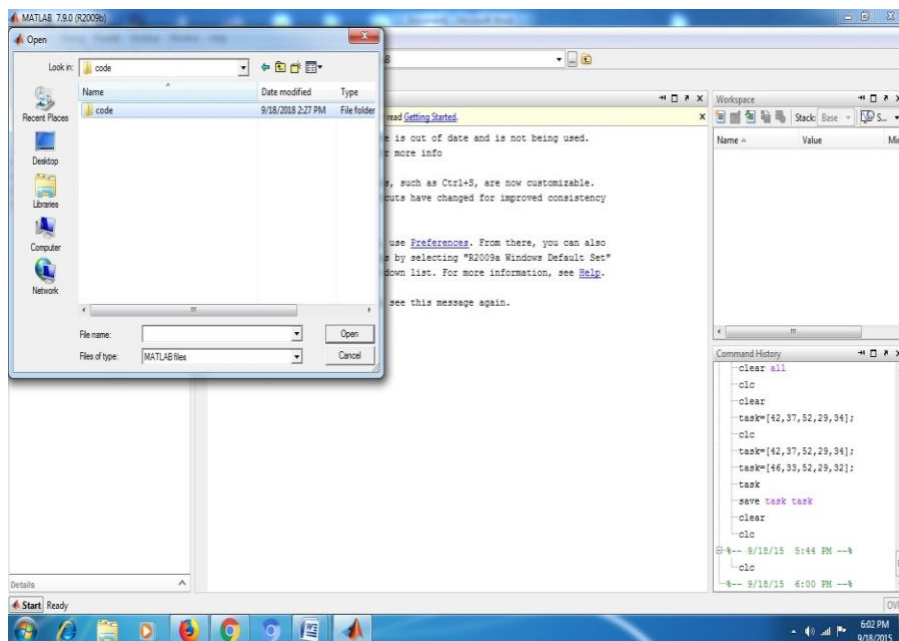 MATLAB 7.9.0 (R2009b)
Open
Look in:
code
Name
Date modified
Type
code
9/18/2018 2:27 PM
File folder
Recent Places
Desktop
Libraries
Computer
Network
File name:
Open
Files of type:
MATLAB files
Cancel
read Getting Started.
is out of date and is not being used.
more info
, such as Ctrl+S, are now customizable.
cuts have changed for improved consistency
use Preferences. From there, you can also
by selecting "R2009a Windows Default Set"
down list. For more information, see Help.
see this message again.
Workspace
Stack: Base
Name
Value
Command History
clear all
clc
clear
task=[42,37,52,29,34];
clc
task=[42,37,52,29,34];
task=[46,33,52,29,32];
task
save task task
clear
clc
%-- 9/18/15 5:44 PM --%
clc
%-- 9/18/15 6:00 PM --%
Details
Start Ready
6:02 PM
9/18/2015